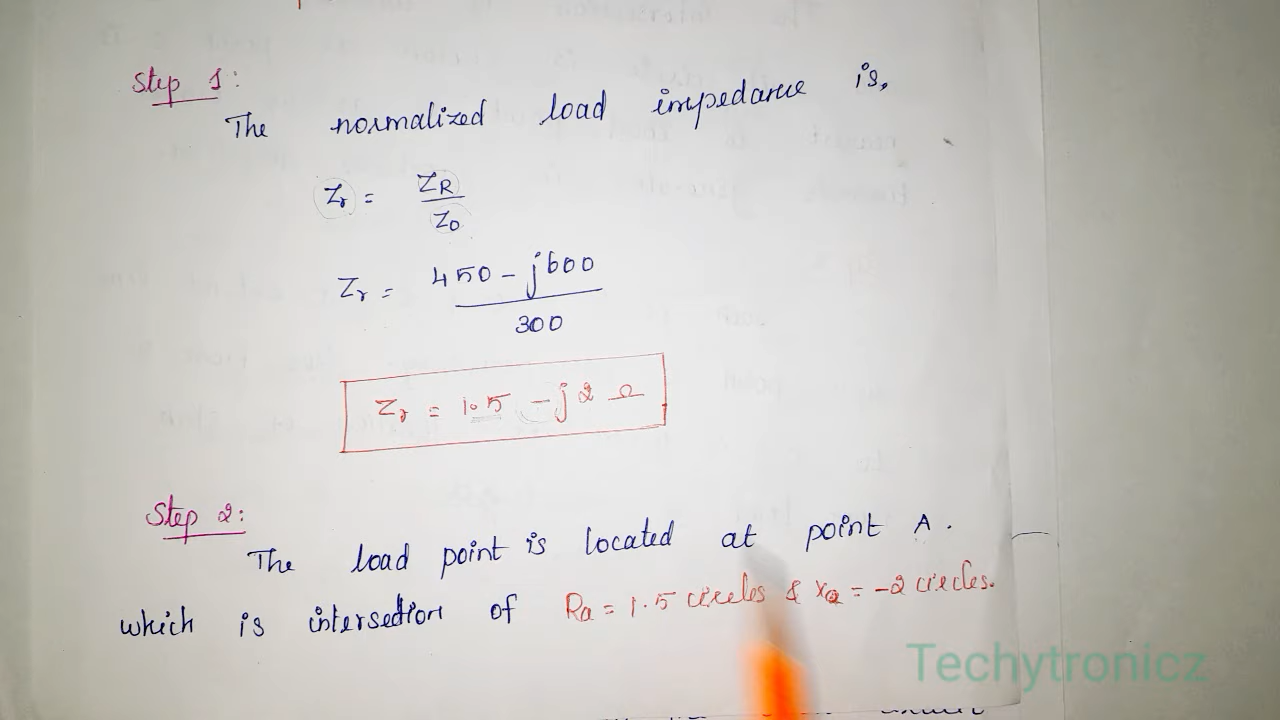 Step 1:
The normalized load impedance is,
Zr = ZR
Z0
Zr = 450 - j600
300
Zr = 1.5 - j2 Ω
Step 2:
The load point is located at point A.
which is intersection of Ra = 1.5 circles & Xa = -2 circles.
Techytronicz